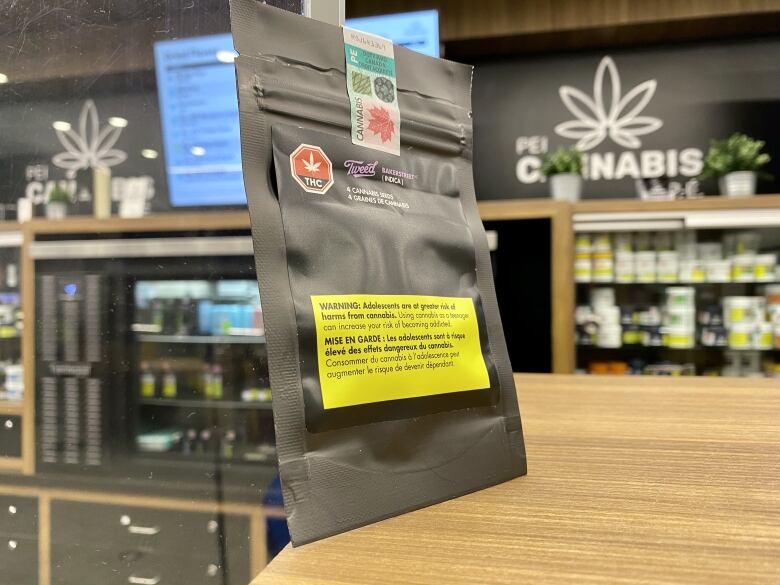 PE
CANNABIS
THC
Tweed
BAKERSTREET
(INDICA)
4 CANNABIS SEEDS
4 GRAINES DE CANNABIS
WARNING: Adolescents are at greater risk of
harms from cannabis. Using cannabis as a teenager
can increase your risk of becoming addicted.
MISE EN GARDE : Les adolescents sont à risque
élevé des effets dangereux du cannabis.
Consommer du cannabis à l'adolescence peut
augmenter le risque de devenir dépendant.
PEI
CANNABIS
PEI